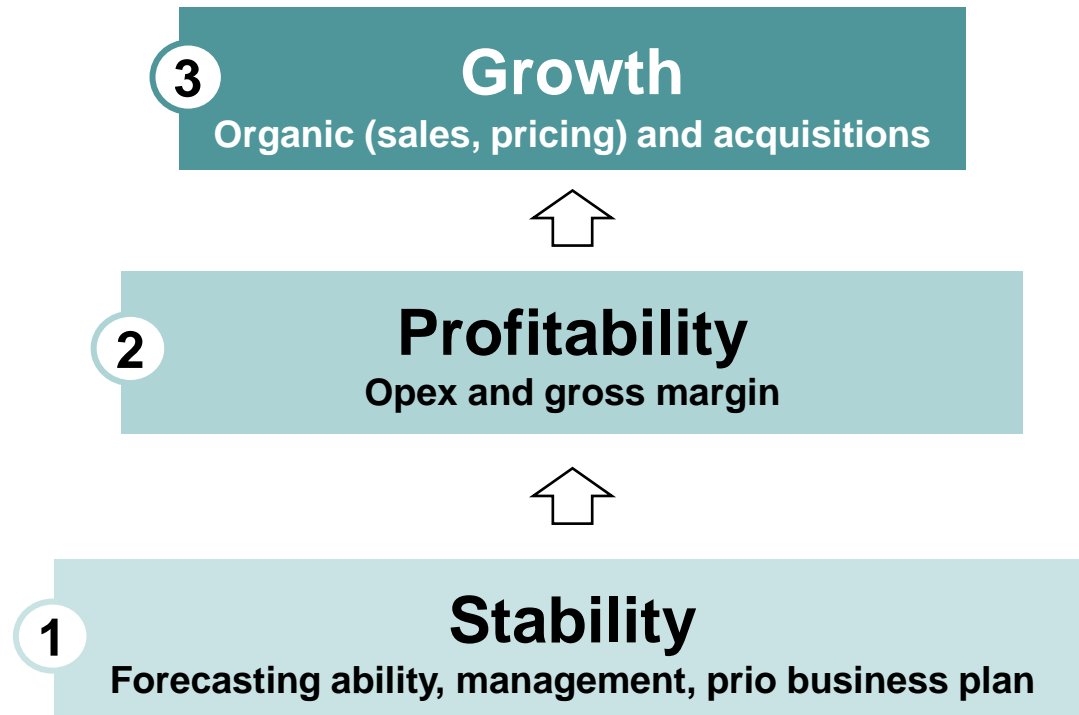 3
Growth
Organic (sales, pricing) and acquisitions
2
Profitability
Opex and gross margin
1
Stability
Forecasting ability, management, prio business plan